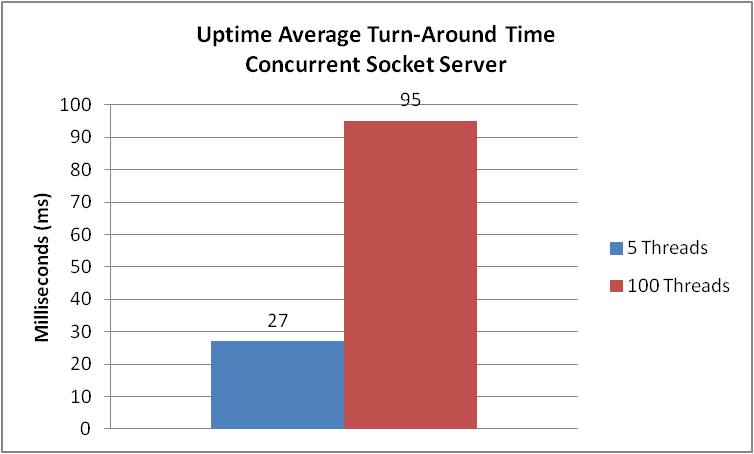 Uptime Average Turn-Around Time
Concurrent Socket Server
Milliseconds (ms)
100
90
80
70
60
50
40
30
20
10
0
27
95
5 Threads
100 Threads